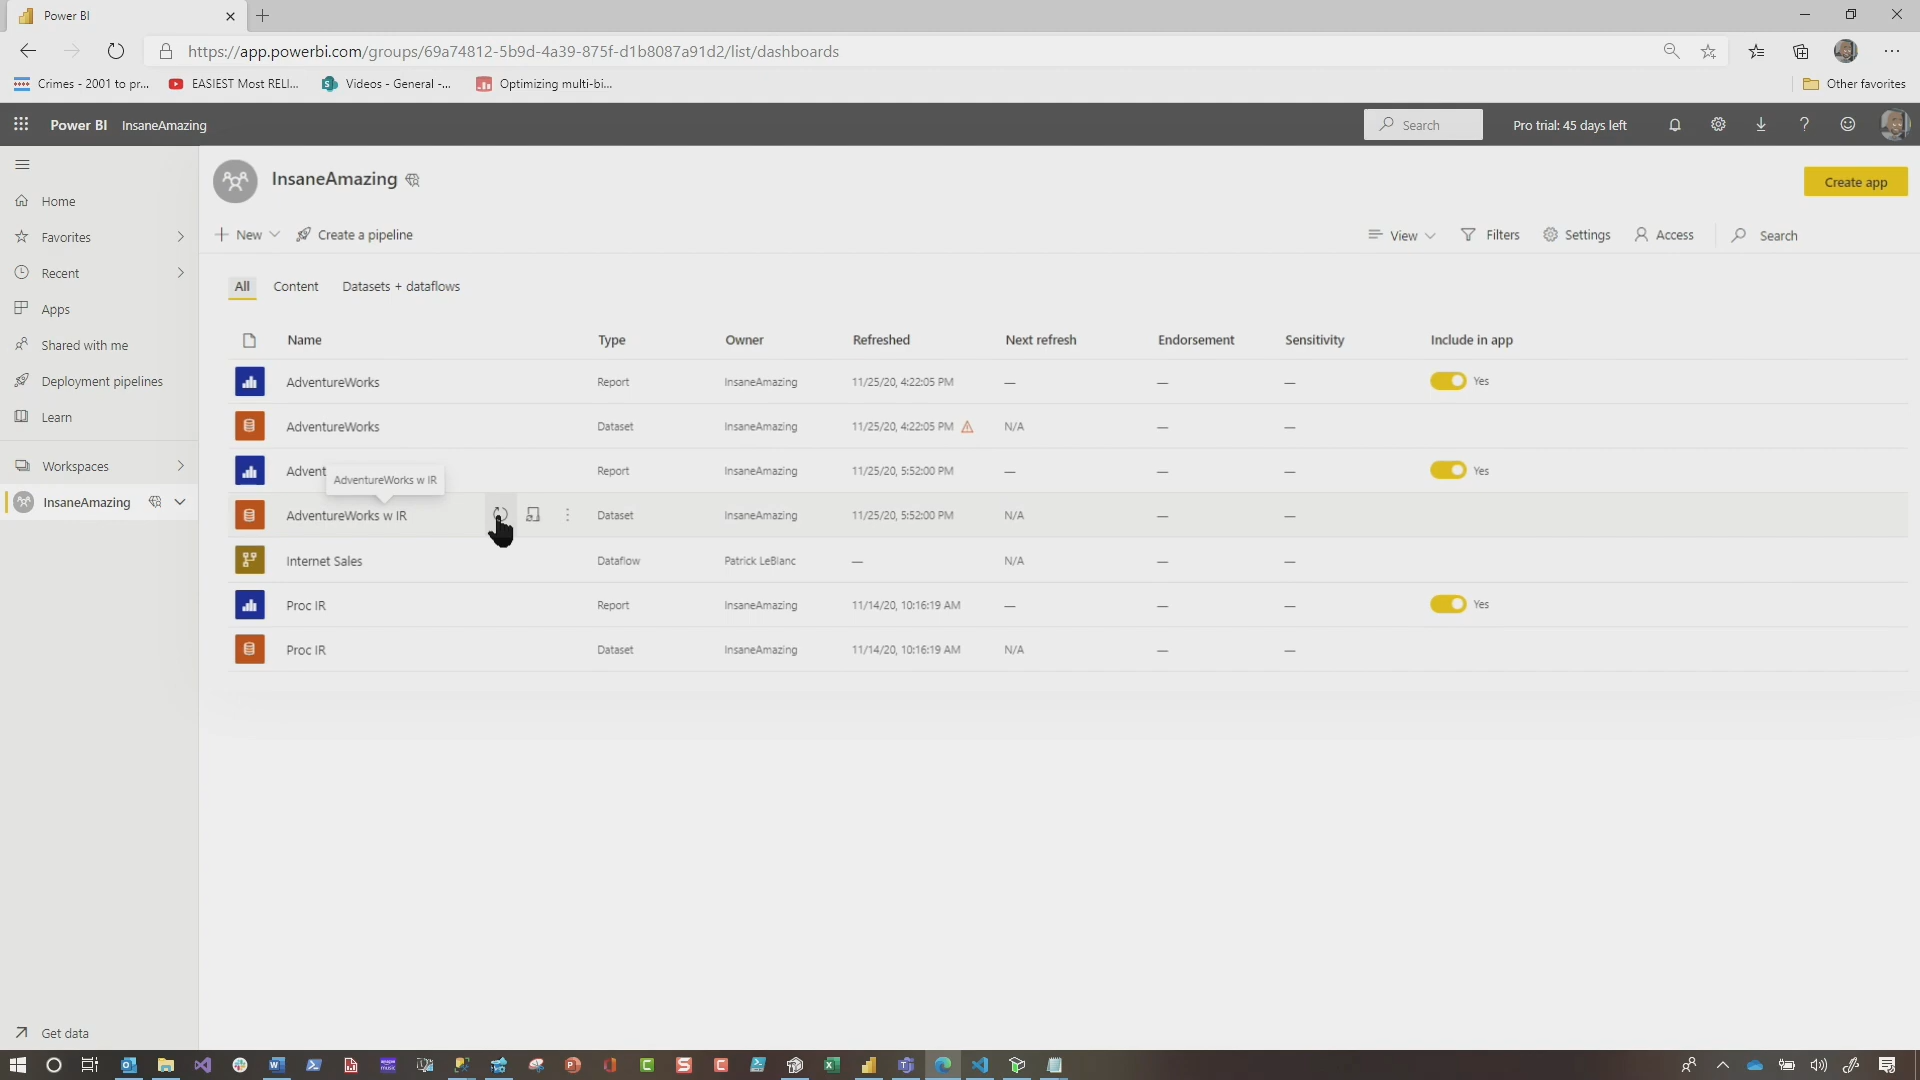 Power BI
https://app.powerbi.com/groups/69a74812-5b9d-4a39-875f-d1b8087a91d2/list/dashboards
Crimes - 2001 to pr...
EASIEST Most RELI...
Videos - General -...
Optimizing multi-bi...
Other favorites
Power BI InsaneAmazing
Search
Pro trial: 45 days left
InsaneAmazing
Create app
Home
Favorites
Recent
Apps
Shared with me
Deployment pipelines
Learn
Workspaces
InsaneAmazing
Get data
New
Create a pipeline
View
Filters
Settings
Access
Search
All Content Datasets + dataflows
Name Type Owner Refreshed Next refresh Endorsement Sensitivity Include in app
AdventureWorks Report InsaneAmazing 11/25/20, 4:22:05 PM — — — Yes
AdventureWorks Dataset InsaneAmazing 11/25/20, 4:22:05 PM N/A — —
Advent Report InsaneAmazing 11/25/20, 5:52:00 PM — — — Yes
AdventureWorks w IR
AdventureWorks w IR Dataset InsaneAmazing 11/25/20, 5:52:00 PM N/A — —
Internet Sales Dataflow Patrick LeBlanc — N/A — —
Proc IR Report InsaneAmazing 11/14/20, 10:16:19 AM — — — Yes
Proc IR Dataset InsaneAmazing 11/14/20, 10:16:19 AM N/A — —